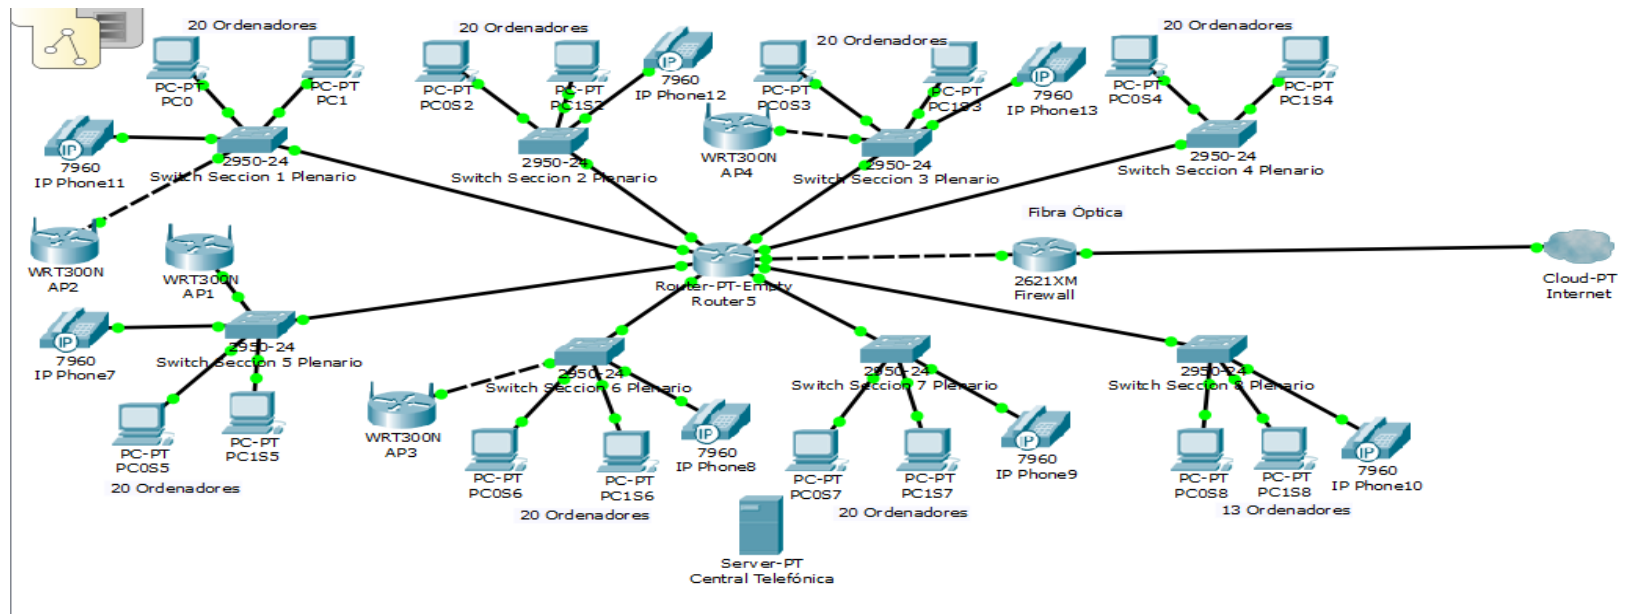 20 Ordenadores
PC-PT
PC0
PC-PT
PC1
7960
IP Phone11
2950-24
Switch Seccion 1 Plenario
WRT300N
AP2
20 Ordenadores
PC-PT
PC0S2
PC-PT
PC1S2
7960
IP Phone12
2950-24
Switch Seccion 2 Plenario
20 Ordenadores
PC-PT
PC0S3
PC-PT
PC1S3
7960
IP Phone13
WRT300N
AP4
2950-24
Switch Seccion 3 Plenario
20 Ordenadores
PC-PT
PC0S4
PC-PT
PC1S4
2950-24
Switch Seccion 4 Plenario
Router-PT-Empty
Router5
Fibra Óptica
2621XM
Firewall
Cloud-PT
Internet
WRT300N
AP1
7960
IP Phone7
2950-24
Switch Seccion 5 Plenario
PC-PT
PC0S5
PC-PT
PC1S5
20 Ordenadores
2950-24
Switch Seccion 6 Plenario
WRT300N
AP3
PC-PT
PC0S6
PC-PT
PC1S6
7960
IP Phone8
20 Ordenadores
2950-24
Switch Seccion 7 Plenario
PC-PT
PC0S7
PC-PT
PC1S7
7960
IP Phone9
20 Ordenadores
2950-24
Switch Seccion 8 Plenario
PC-PT
PC0S8
PC-PT
PC1S8
7960
IP Phone10
13 Ordenadores
Server-PT
Central Telefónica